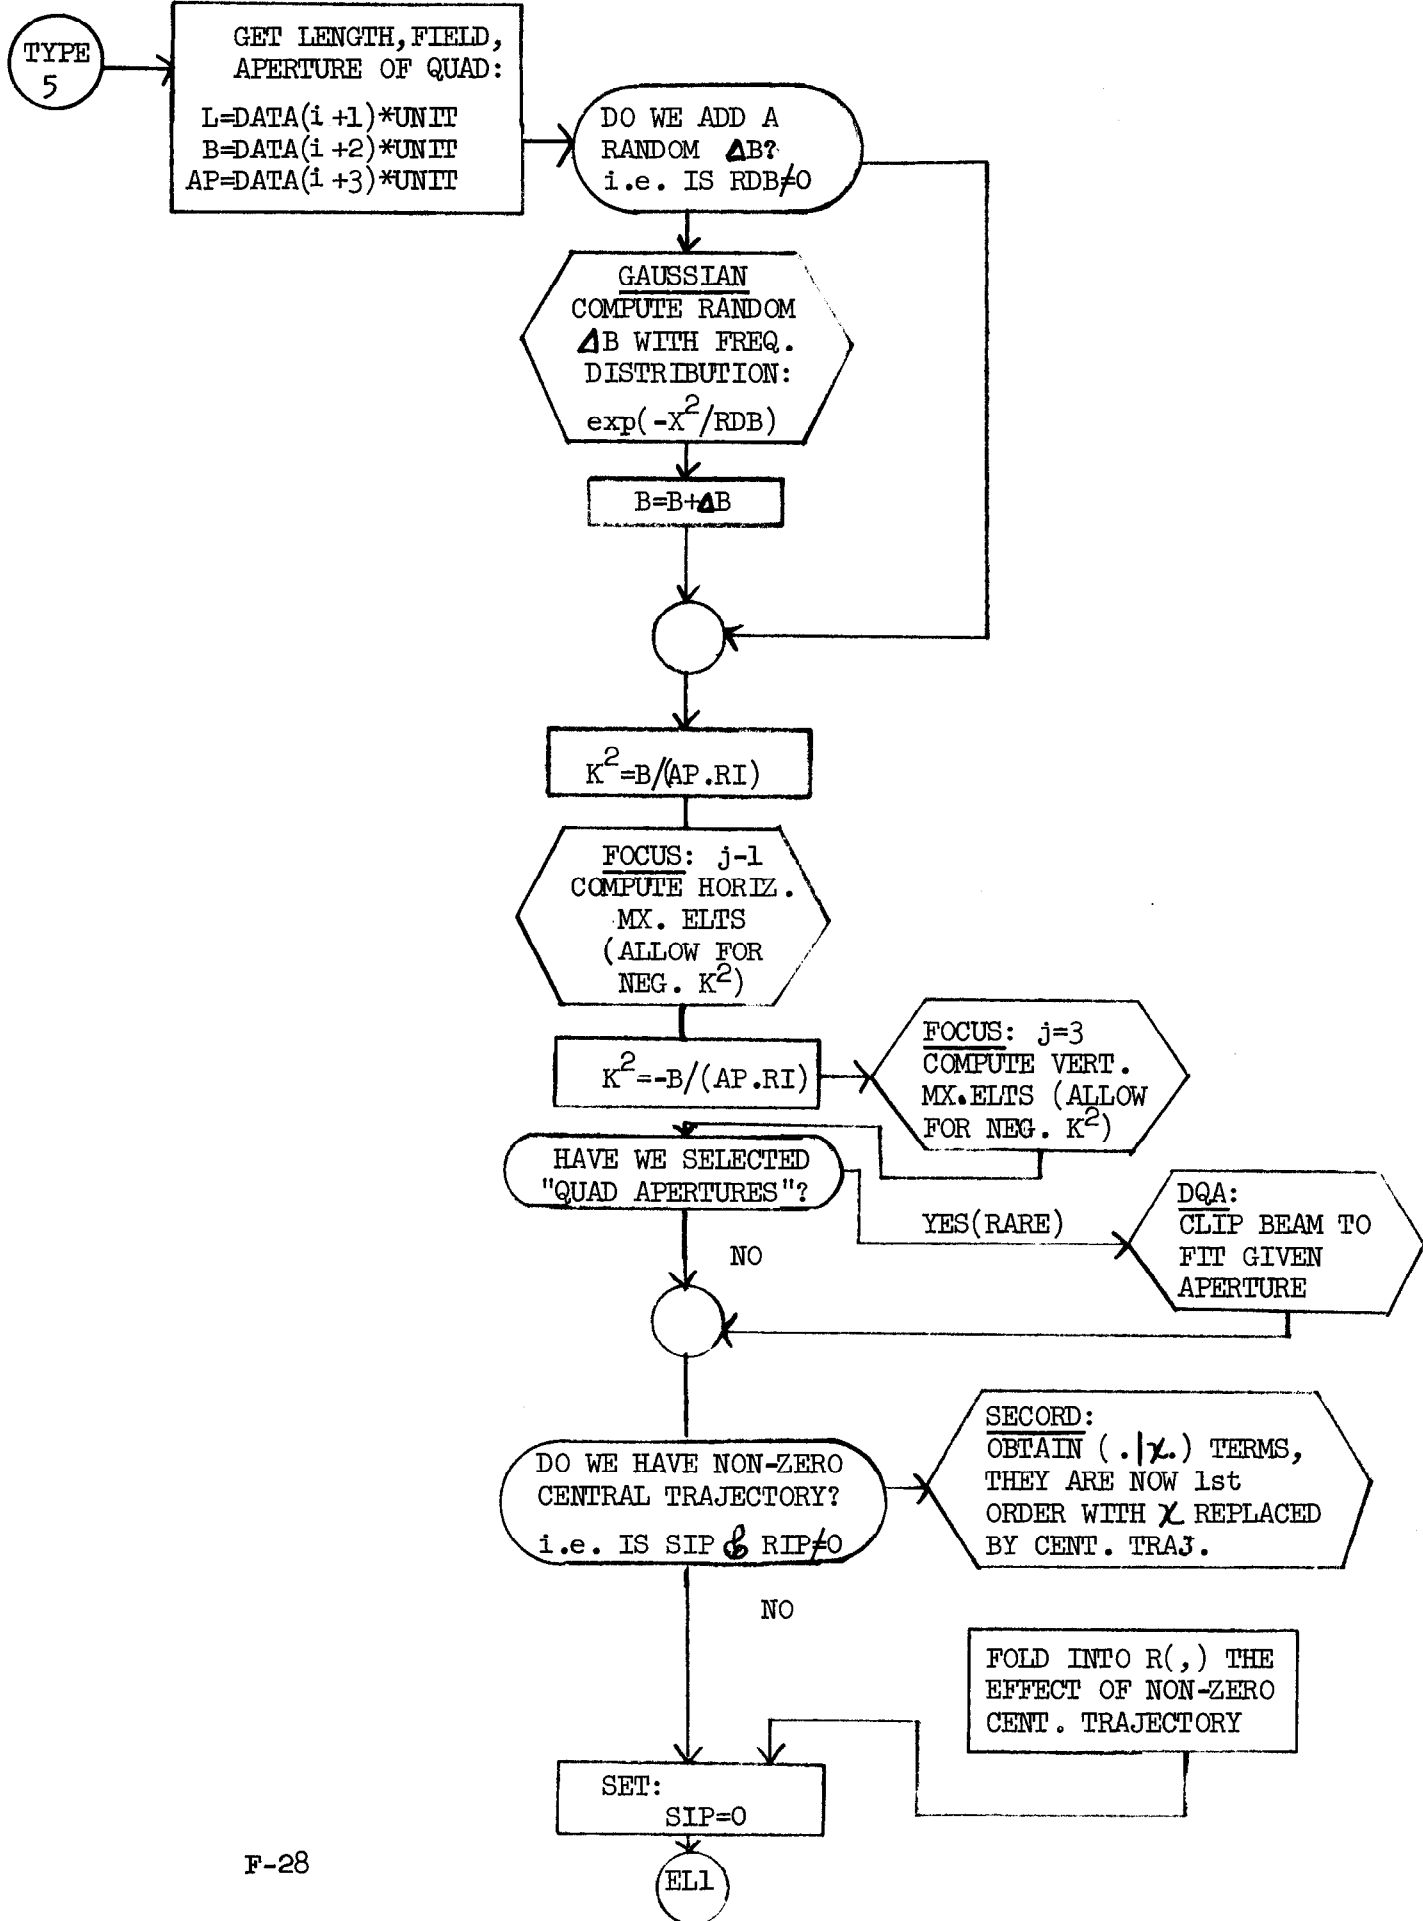 TYPE
5
GET LENGTH, FIELD,
APERTURE OF QUAD:
L=DATA(i+1)*UNIT
B=DATA(i+2)*UNIT
AP=DATA(i+3)*UNIT
DO WE ADD A
RANDOM ΔB?
i.e. IS RDB≠0
GAUSSIAN
COMPUTE RANDOM
ΔB WITH FREQ.
DISTRIBUTION:
exp(-X²/RDB)
B=B+ΔB
K²=B/(AP.RI)
FOCUS: j-1
COMPUTE HORIZ.
MX. ELTS
(ALLOW FOR
NEG. K²)
K²=-B/(AP.RI)
FOCUS: j=3
COMPUTE VERT.
MX.ELTS (ALLOW
FOR NEG. K²)
HAVE WE SELECTED
"QUAD APERTURES"?
YES(RARE)
NO
DQA:
CLIP BEAM TO
FIT GIVEN
APERTURE
DO WE HAVE NON-ZERO
CENTRAL TRAJECTORY?
i.e. IS SIP & RIP≠0
SECORD:
OBTAIN (.|χ.) TERMS,
THEY ARE NOW 1st
ORDER WITH χ REPLACED
BY CENT. TRAJ.
NO
FOLD INTO R(,) THE
EFFECT OF NON-ZERO
CENT. TRAJECTORY
SET:
SIP=0
EL1
F-28